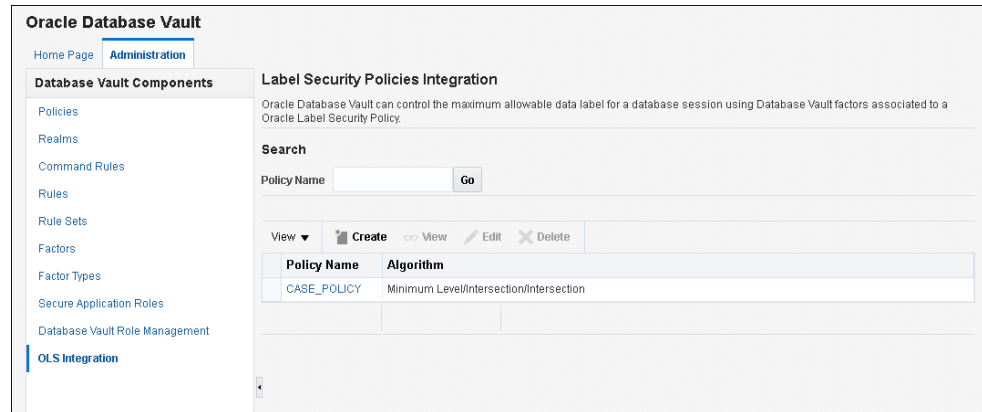 Oracle Database Vault
Home Page Administration
Database Vault Components
Policies
Realms
Command Rules
Rules
Rule Sets
Factors
Factor Types
Secure Application Roles
Database Vault Role Management
OLS Integration
Label Security Policies Integration
Oracle Database Vault can control the maximum allowable data label for a database session using Database Vault factors associated to a
Oracle Label Security Policy.
Search
Policy Name Go
View Create View Edit Delete
Policy Name Algorithm
CASE_POLICY Minimum Level/Intersection/Intersection